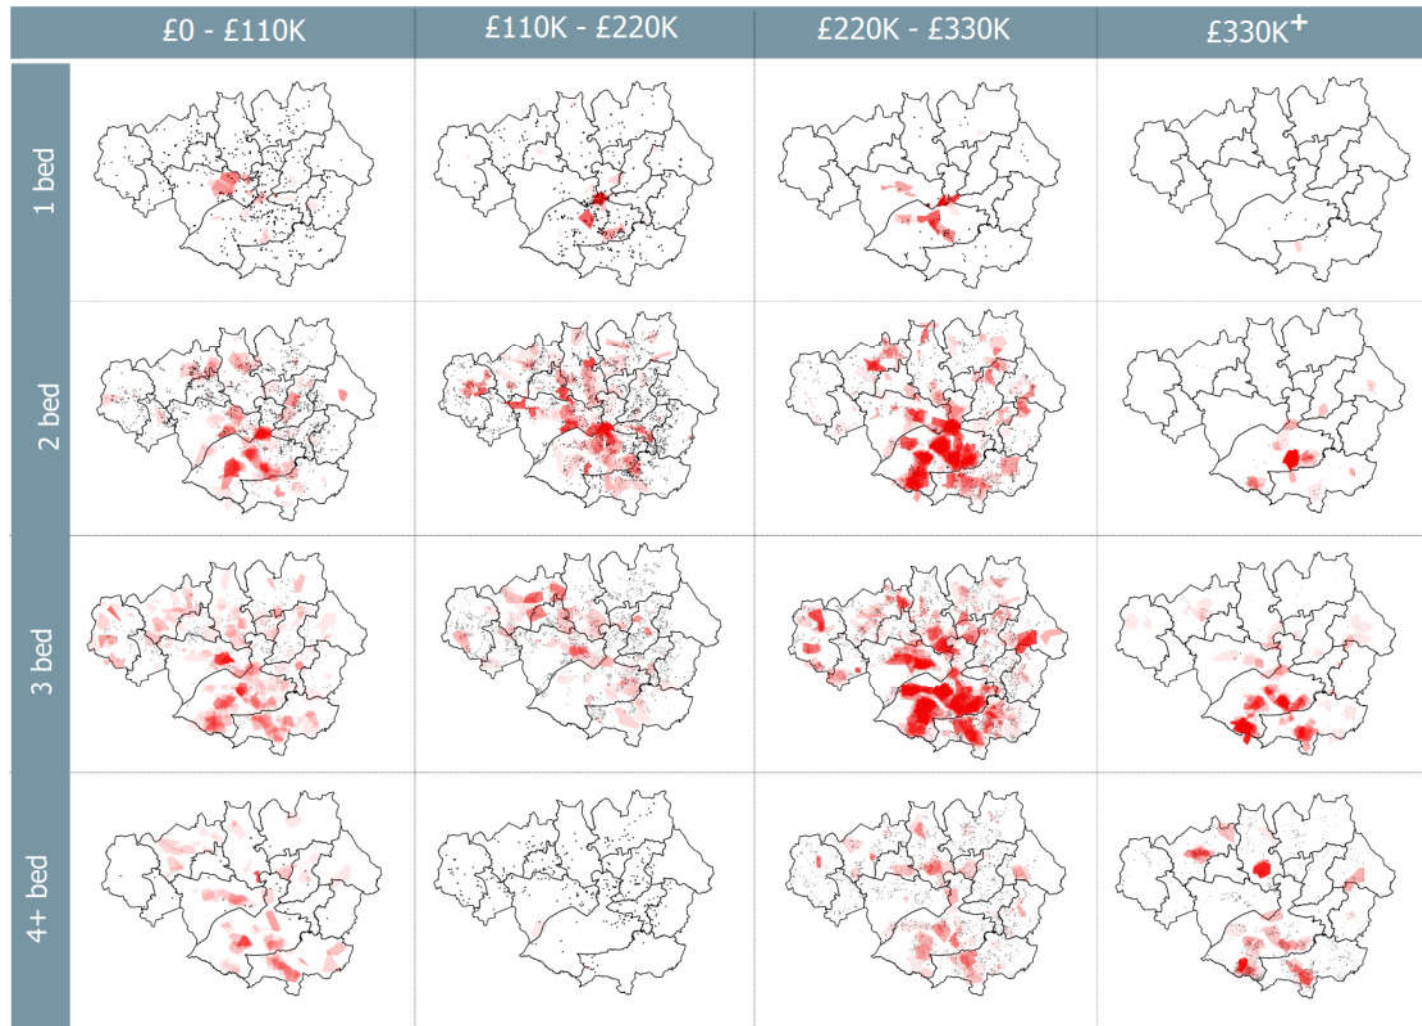 £0 - £110K
£110K - £220K
£220K - £330K
£330K+
1 bed
2 bed
3 bed
4+ bed